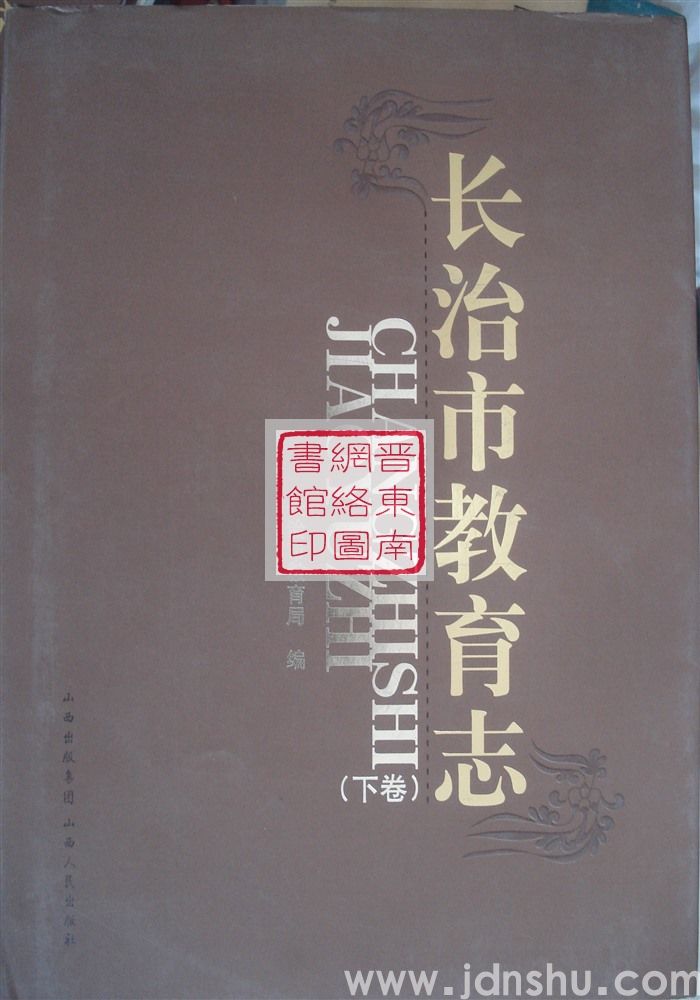 长治市教育志
CHANGZHISHI
JIAOYUZHI
(下卷)
育局 编
山西出版集团 山西人民出版社
晋東南
網絡圖
書館印
www.jdnshu.com